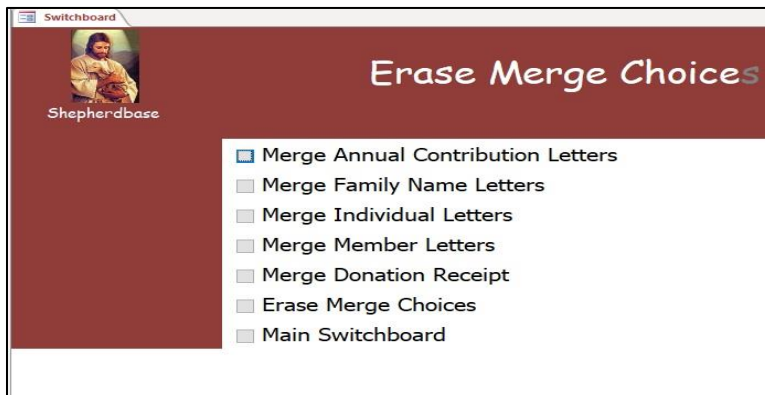 Switchboard
Erase Merge Choices
Shepherdbase
Merge Annual Contribution Letters
Merge Family Name Letters
Merge Individual Letters
Merge Member Letters
Merge Donation Receipt
Erase Merge Choices
Main Switchboard